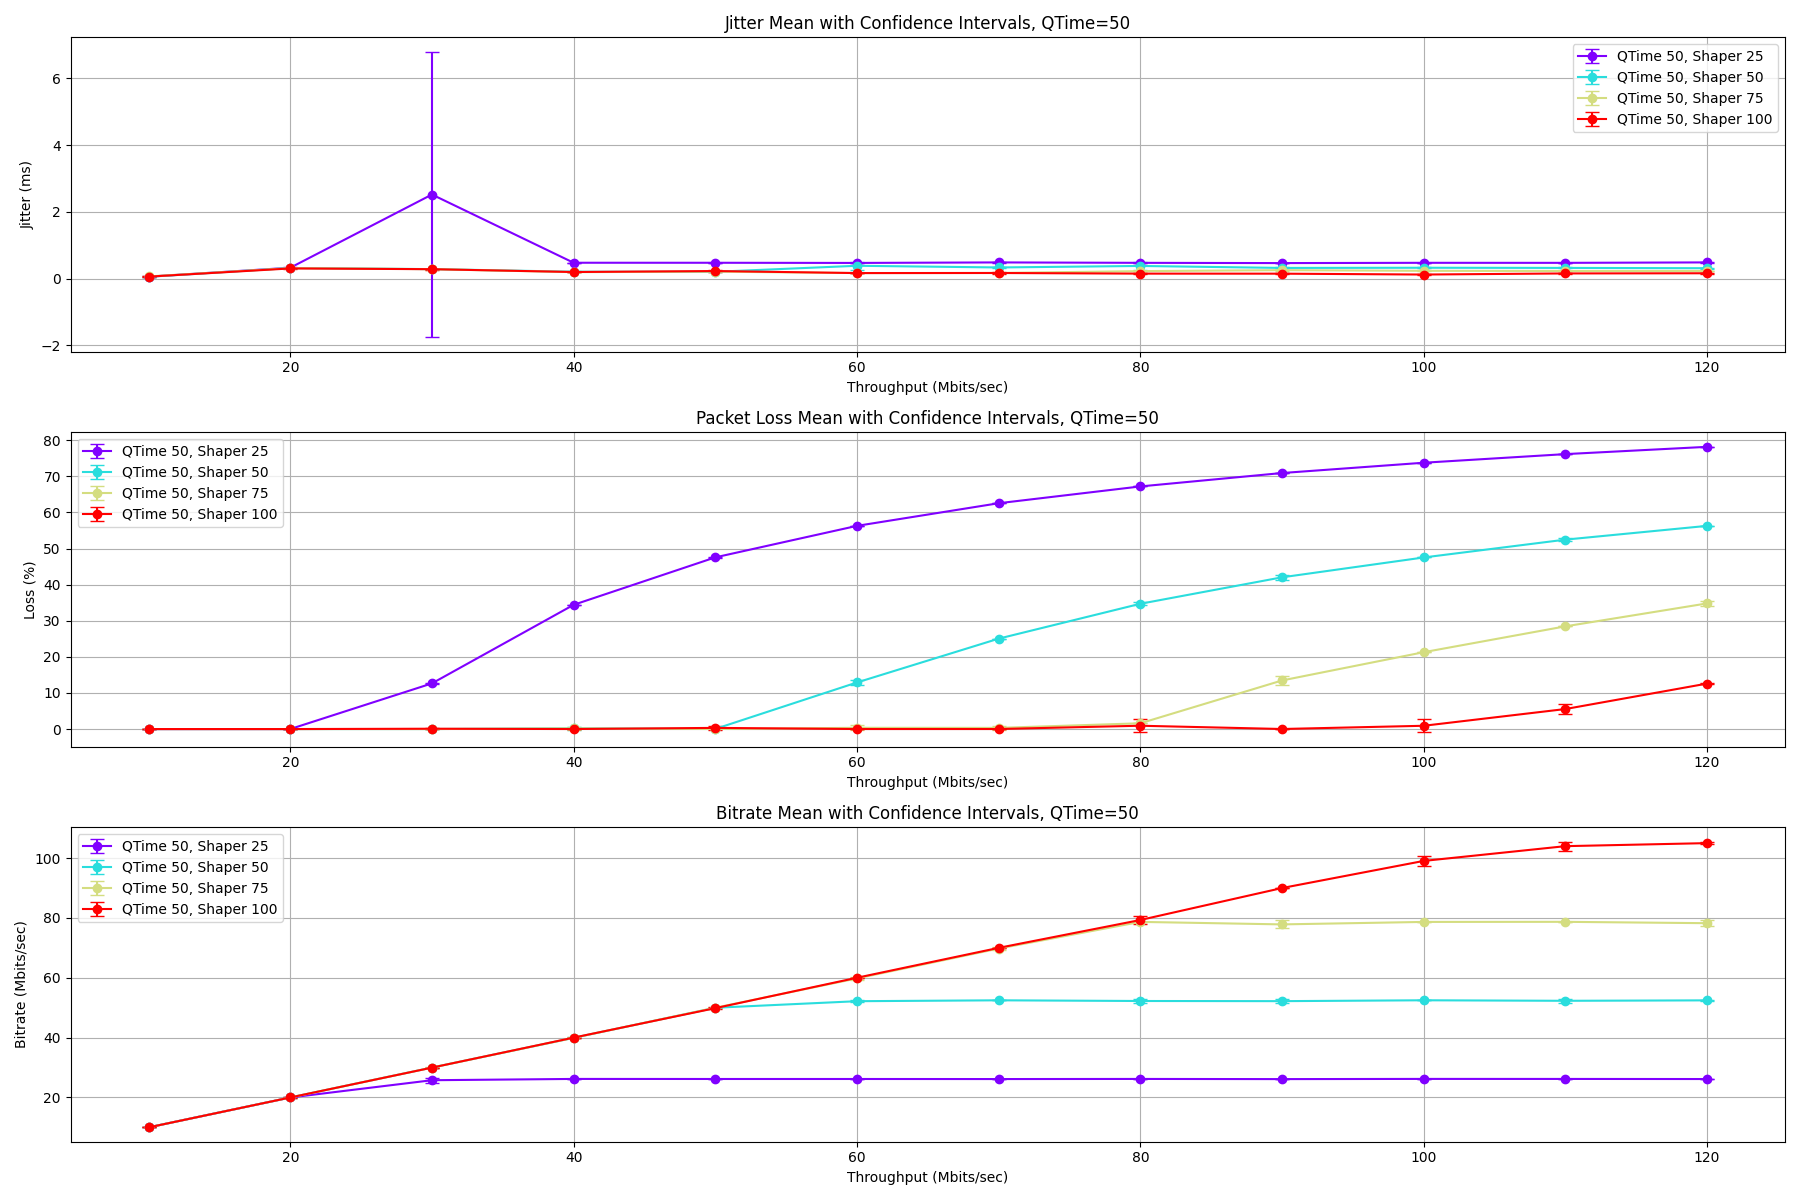 Jitter Mean with Confidence Intervals, QTime=50
6
4
2
0
−2
Jitter (ms)
QTime 50, Shaper 25
QTime 50, Shaper 50
QTime 50, Shaper 75
QTime 50, Shaper 100
20 40 60 80 100 120
Throughput (Mbits/sec)
Packet Loss Mean with Confidence Intervals, QTime=50
80
70
60
50
40
30
20
10
0
Loss (%)
QTime 50, Shaper 25
QTime 50, Shaper 50
QTime 50, Shaper 75
QTime 50, Shaper 100
20 40 60 80 100 120
Throughput (Mbits/sec)
Bitrate Mean with Confidence Intervals, QTime=50
100
80
60
40
20
Bitrate (Mbits/sec)
QTime 50, Shaper 25
QTime 50, Shaper 50
QTime 50, Shaper 75
QTime 50, Shaper 100
20 40 60 80 100 120
Throughput (Mbits/sec)